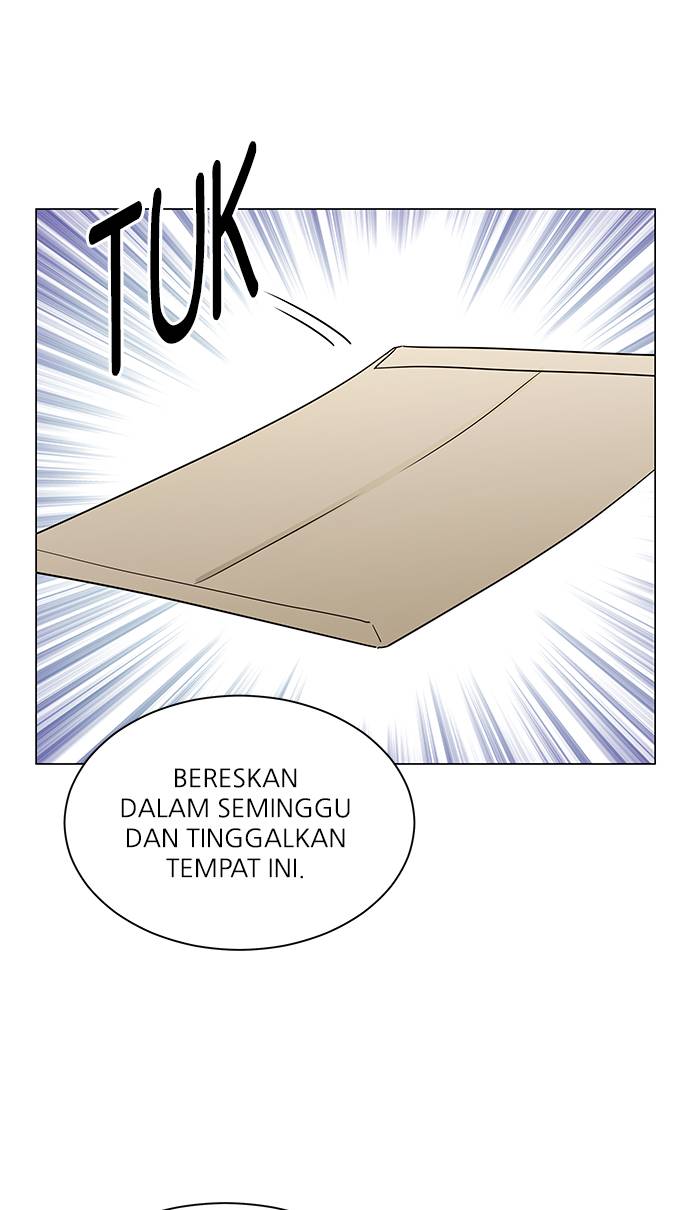 TUK
BERESKAN
DALAM SEMINGGU
DAN TINGGALKAN
TEMPAT INI.